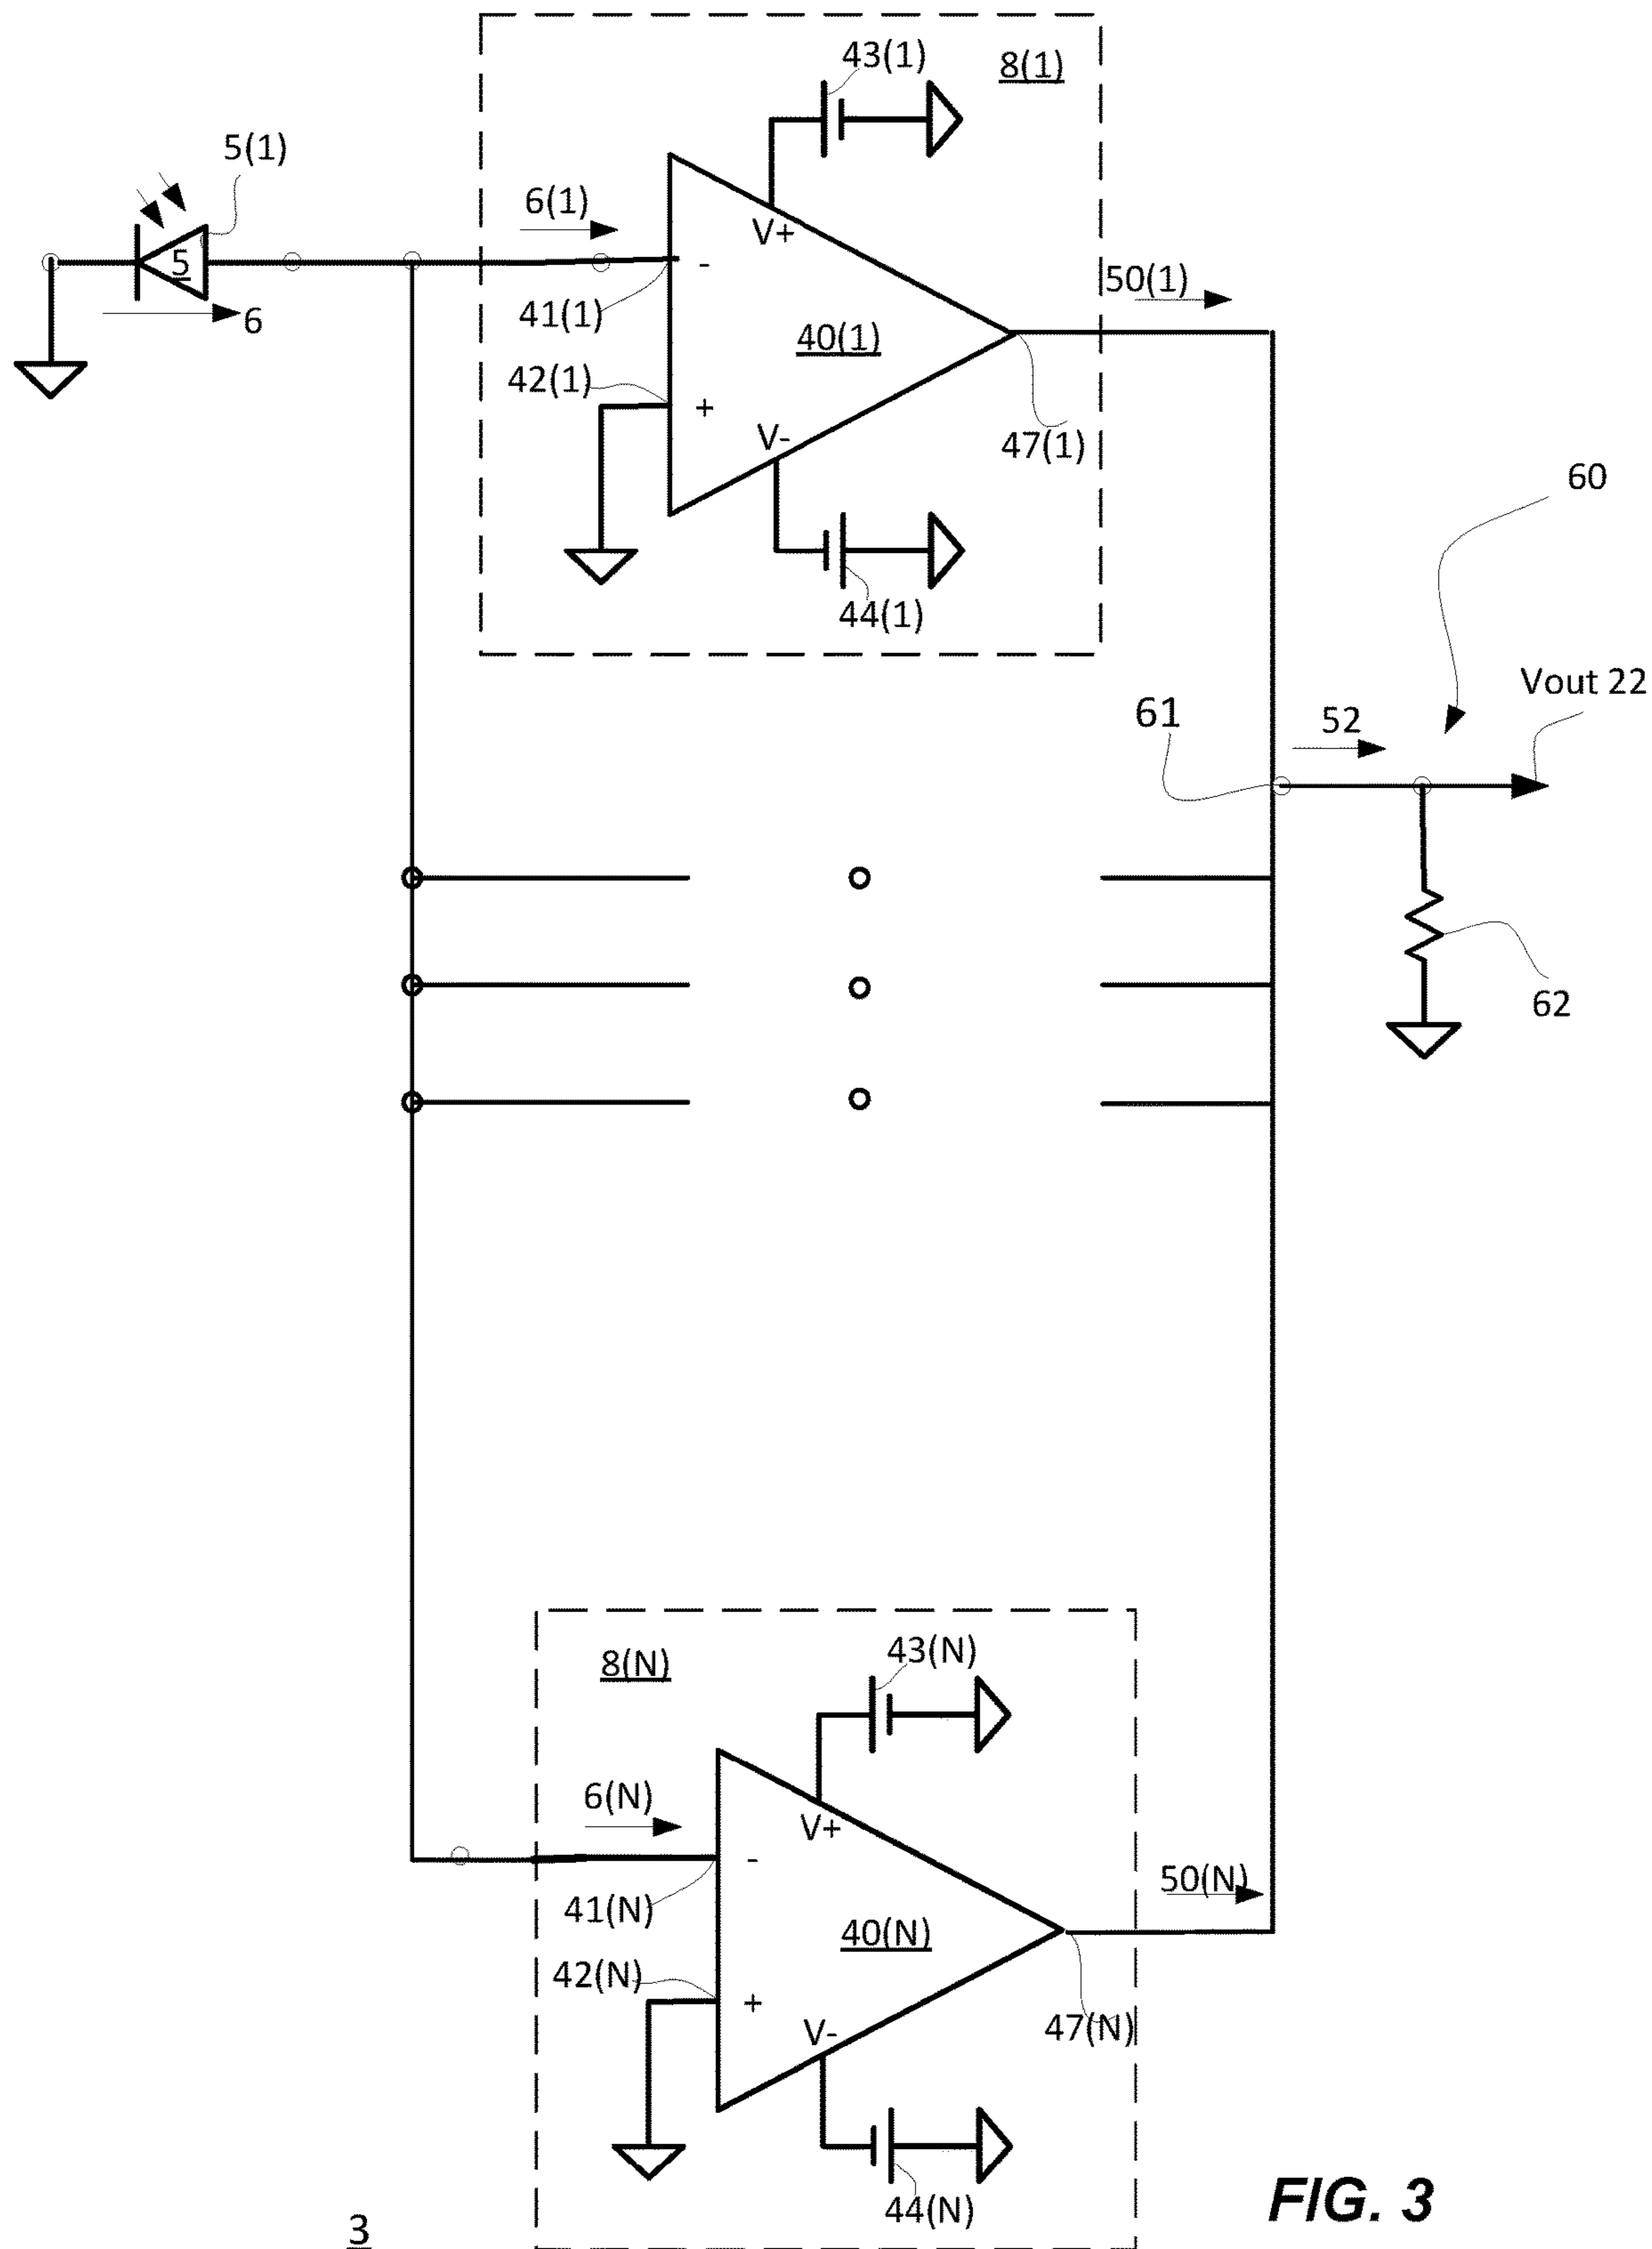 43(1)
8(1)
5(1)
6(1)
V+
5
-
50(1)
6
41(1)
40(1)
42(1)
+
V-
47(1)
60
44(1)
Vout 22
61
52
62
43(N)
8(N)
6(N)
V+
-
50(N)
41(N)
40(N)
42(N)
+
V-
47(N)
44(N)
FIG. 3
3